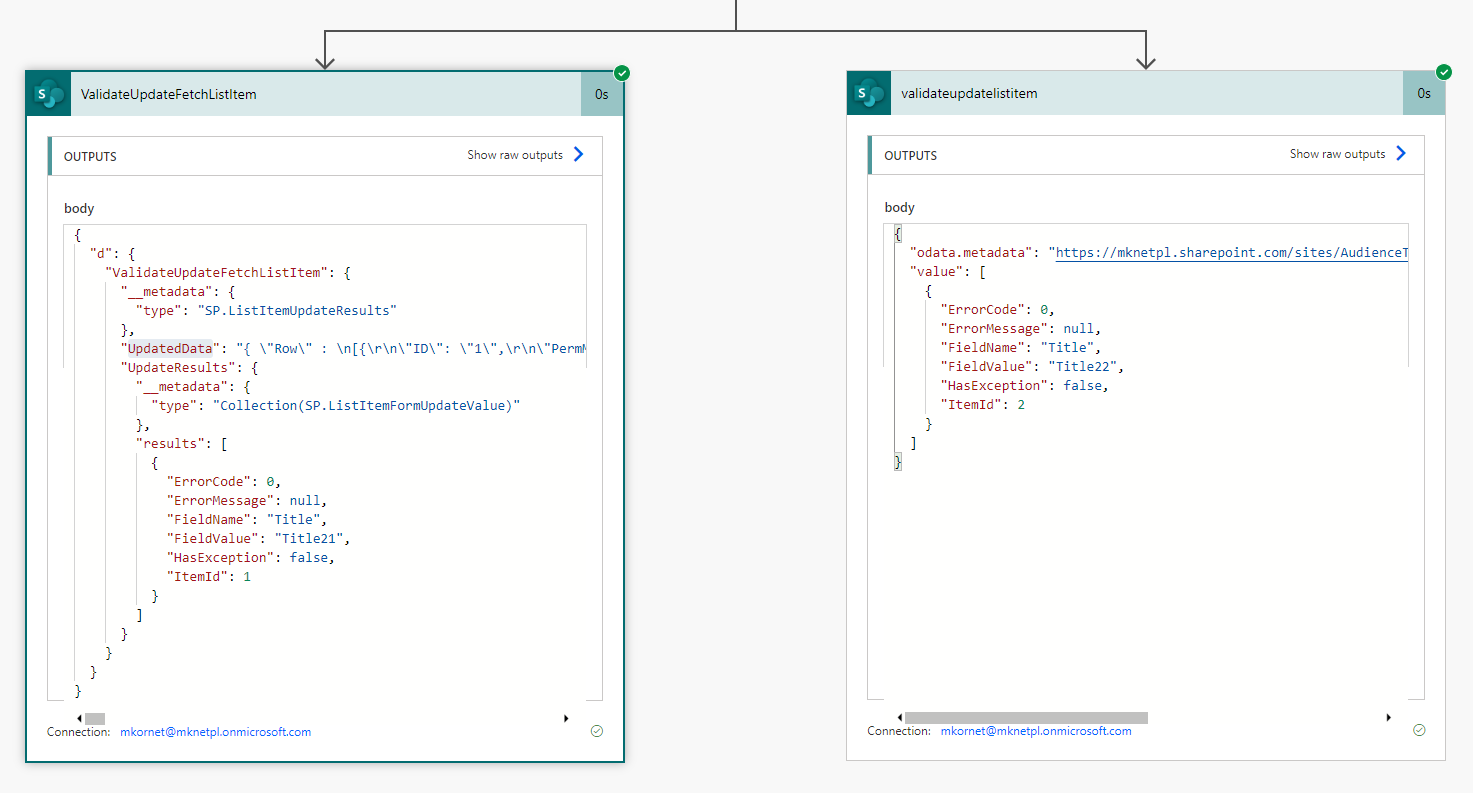 ValidateUpdateFetchListItem
0s
OUTPUTS
Show raw outputs
body
{
"d": {
"ValidateUpdateFetchListItem": {
"__metadata": {
"type": "SP.ListItemUpdateResults"
},
"UpdatedData": "{ \"Row\" : \n[{\r\n\"ID\": \"1\",\r\n\"PermM
"UpdateResults": {
"__metadata": {
"type": "Collection(SP.ListItemFormUpdateValue)"
},
"results": [
{
"ErrorCode": 0,
"ErrorMessage": null,
"FieldName": "Title",
"FieldValue": "Title21",
"HasException": false,
"ItemId": 1
}
]
}
}
}
}
Connection: mkornet@mknetpl.onmicrosoft.com
validateupdatelistitem
0s
OUTPUTS
Show raw outputs
body
{
"odata.metadata": "https://mknetpl.sharepoint.com/sites/AudienceT
"value": [
{
"ErrorCode": 0,
"ErrorMessage": null,
"FieldName": "Title",
"FieldValue": "Title22",
"HasException": false,
"ItemId": 2
}
]
}
Connection: mkornet@mknetpl.onmicrosoft.com